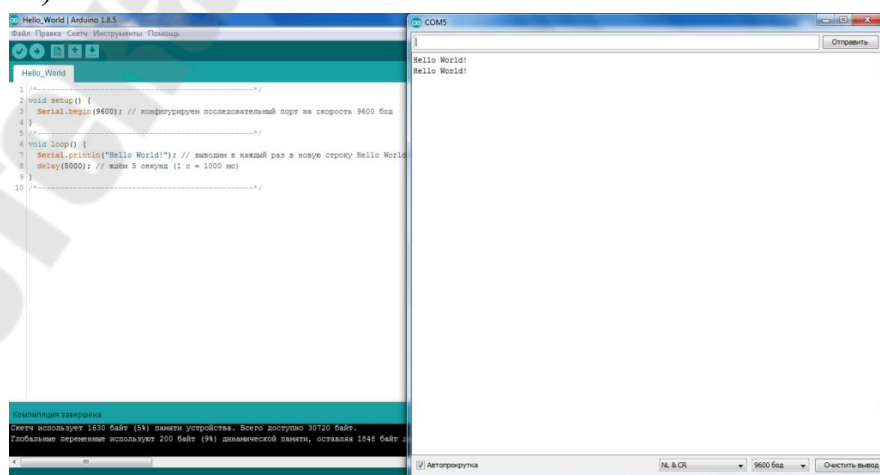 Hello_World | Arduino 1.8.5
Файл Правка Скетч Инструменты Помощь
Hello_World
1 /*--------------------------------------------------*/
2 void setup() {
3 Serial.begin(9600); // конфигурируем последовательный порт на скорость 9600 бод
4 }
5 /*--------------------------------------------------*/
6 void loop() {
7 Serial.println("Hello World!"); // выводим в каждый раз в новую строку Hello World
8 delay(5000); // ждём 5 секунд (1 с = 1000 мс)
9 }
10 /*--------------------------------------------------*/
Компиляция завершена
Скетч использует 1630 байт (5%) памяти устройства. Всего доступно 30720 байт.
Глобальные переменные используют 200 байт (9%) динамической памяти, оставляя 1848 байт
COM5
Отправить
Hello World!
Hello World!
Автопрокрутка
NL & CR
9600 бод
Очистить вывод